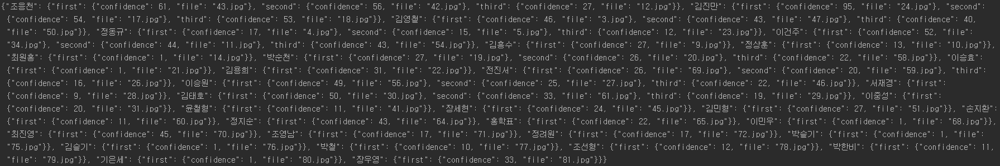 {"조응천": {"first": {"confidence": 61, "file": "43.jpg"}, "second": {"confidence": 56, "file": "42.jpg"}, "third": {"confidence": 27, "file": "12.jpg"}}, "김진만": {"first": {"confidence": 95, "file": "24.jpg"}, "second":
{"confidence": 54, "file": "17.jpg"}, "third": {"confidence": 53, "file": "18.jpg"}}, "김영철": {"first": {"confidence": 46, "file": "3.jpg"}, "second": {"confidence": 43, "file": "47.jpg"}, "third": {"confidence": 40,
"file": "50.jpg"}}, "정동규": {"first": {"confidence": 17, "file": "4.jpg"}, "second": {"confidence": 15, "file": "5.jpg"}, "third": {"confidence": 12, "file": "23.jpg"}}, "이건주": {"first": {"confidence": 52, "file":
"34.jpg"}, "second": {"confidence": 44, "file": "11.jpg"}, "third": {"confidence": 43, "file": "54.jpg"}}, "김흥수": {"first": {"confidence": 27, "file": "9.jpg"}}, "정상훈": {"first": {"confidence": 13, "file": "10.jpg"}},
"최원홍": {"first": {"confidence": 1, "file": "14.jpg"}}, "박순천": {"first": {"confidence": 27, "file": "19.jpg"}, "second": {"confidence": 26, "file": "20.jpg"}, "third": {"confidence": 22, "file": "58.jpg"}}, "이승효":
{"first": {"confidence": 1, "file": "21.jpg"}}, "김용희": {"first": {"confidence": 31, "file": "22.jpg"}}, "전진서": {"first": {"confidence": 26, "file": "69.jpg"}, "second": {"confidence": 20, "file": "59.jpg"}, "third":
{"confidence": 16, "file": "26.jpg"}}, "이승원": {"first": {"confidence": 49, "file": "56.jpg"}, "second": {"confidence": 25, "file": "27.jpg"}, "third": {"confidence": 22, "file": "46.jpg"}}, "서재경": {"first":
{"confidence": 9, "file": "28.jpg"}}, "김태호": {"first": {"confidence": 50, "file": "30.jpg"}, "second": {"confidence": 33, "file": "61.jpg"}, "third": {"confidence": 19, "file": "29.jpg"}}, "이중성": {"first":
{"confidence": 20, "file": "31.jpg"}}, "윤철형": {"first": {"confidence": 11, "file": "41.jpg"}}, "장세현": {"first": {"confidence": 24, "file": "45.jpg"}}, "김민형": {"first": {"confidence": 27, "file": "51.jpg"}}, "손지환":
{"first": {"confidence": 11, "file": "60.jpg"}}, "정지순": {"first": {"confidence": 43, "file": "64.jpg"}}, "홍학표": {"first": {"confidence": 22, "file": "65.jpg"}}, "이민우": {"first": {"confidence": 1, "file": "68.jpg"}},
"최진영": {"first": {"confidence": 45, "file": "70.jpg"}}, "조영남": {"first": {"confidence": 17, "file": "71.jpg"}}, "정려원": {"first": {"confidence": 17, "file": "72.jpg"}}, "박슬기": {"first": {"confidence": 1, "file":
"75.jpg"}}, "김슬기": {"first": {"confidence": 1, "file": "76.jpg"}}, "박철": {"first": {"confidence": 10, "file": "77.jpg"}}, "조선형": {"first": {"confidence": 12, "file": "78.jpg"}}, "박한비": {"first": {"confidence": 11,
"file": "79.jpg"}}, "기은세": {"first": {"confidence": 1, "file": "80.jpg"}}, "장우영": {"first": {"confidence": 33, "file": "81.jpg"}}}